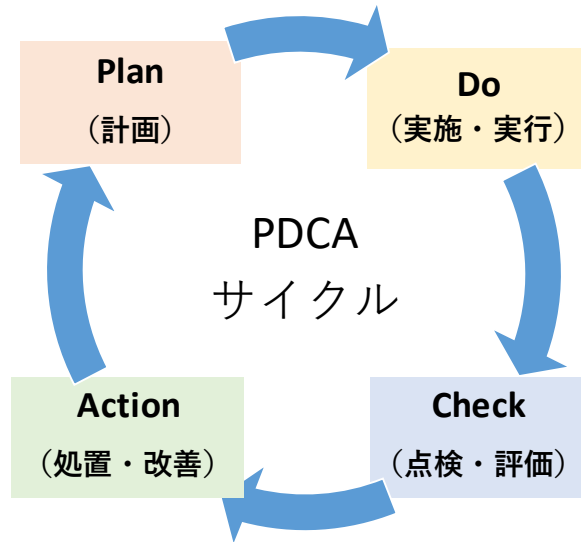 Plan
（計画）
Do
（実施・実行）
PDCA
サイクル
Action
（処置・改善）
Check
（点検・評価）